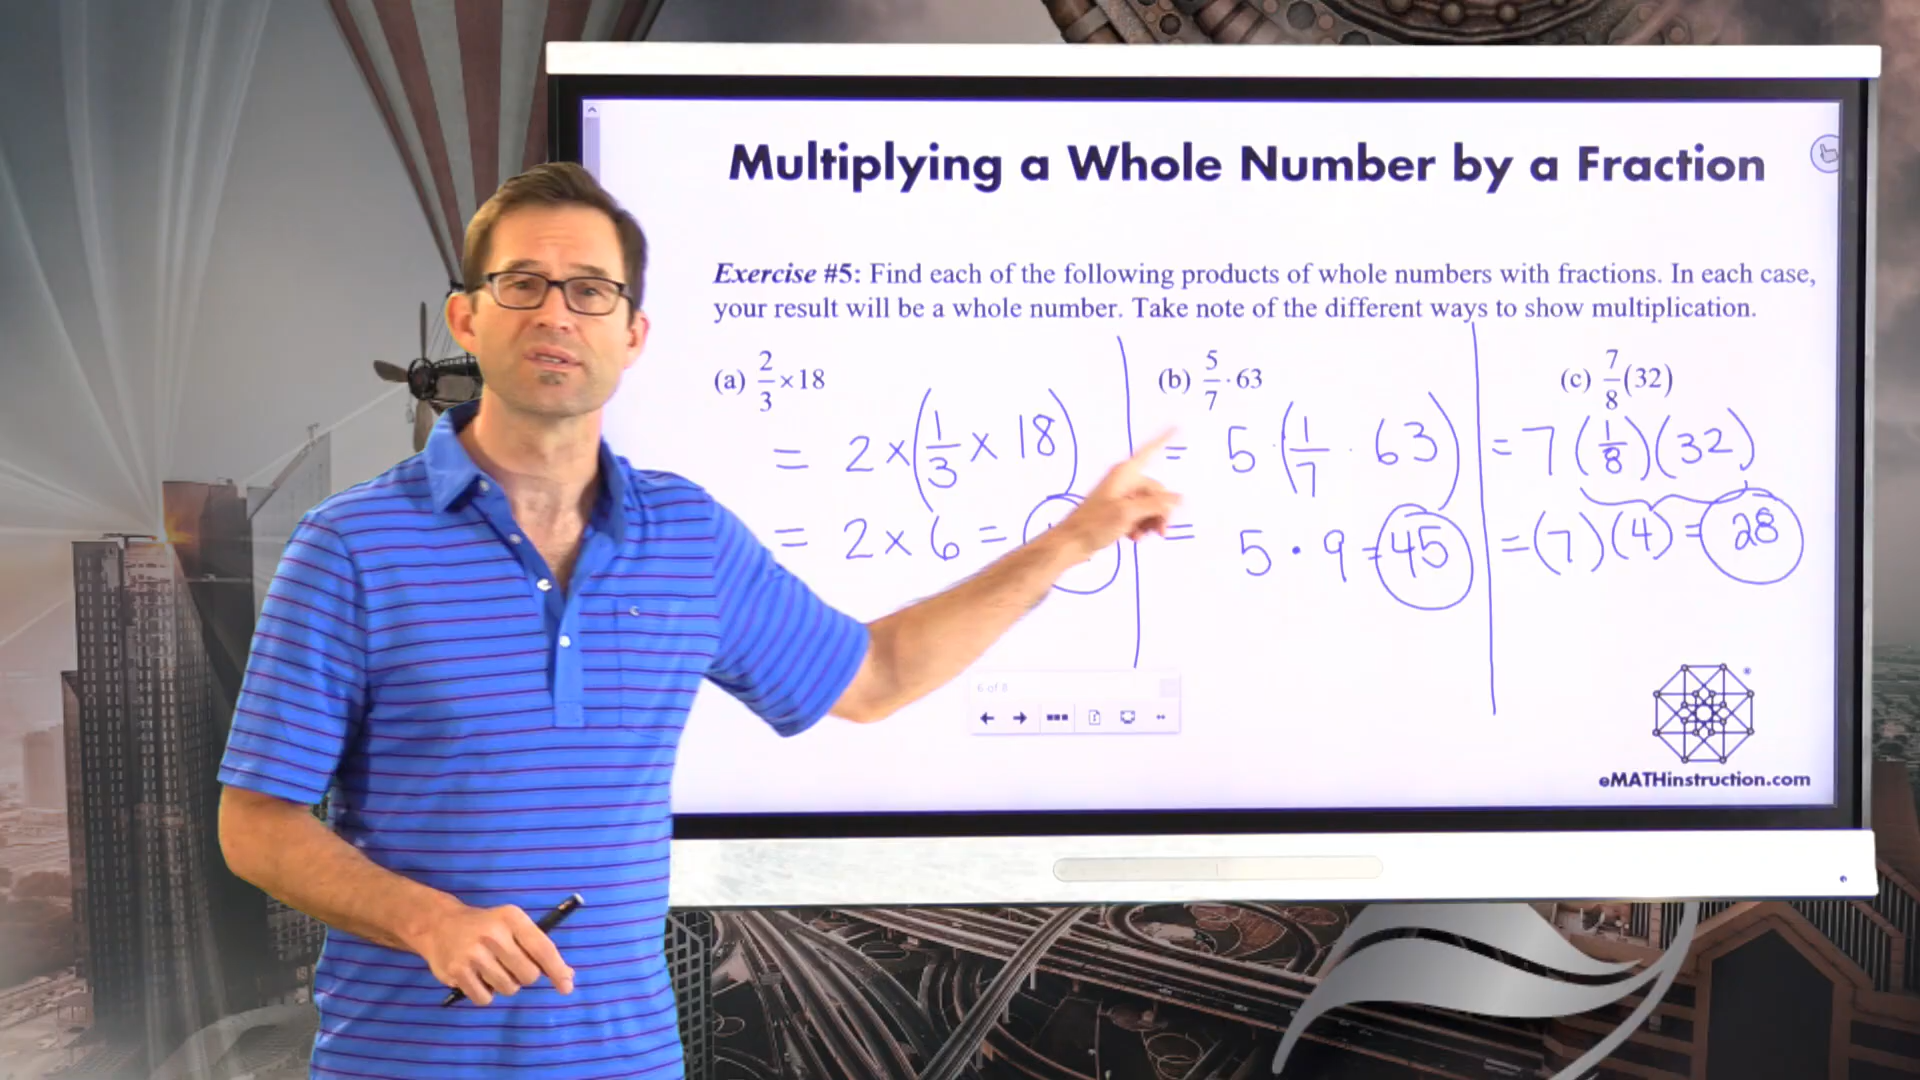 Multiplying a Whole Number by a Fraction
Exercise #5: Find each of the following products of whole numbers with fractions. In each case,
your result will be a whole number. Take note of the different ways to show multiplication.
(a) 2/3 × 18
= 2 × (1/3 × 18)
= 2 × 6 =
(b) 5/7 · 63
= 5 · (1/7 · 63)
= 5 · 9 = 45
(c) 7/8 (32)
= 7 (1/8)(32)
= (7)(4) = 28
6 of 8
eMATHinstruction.com